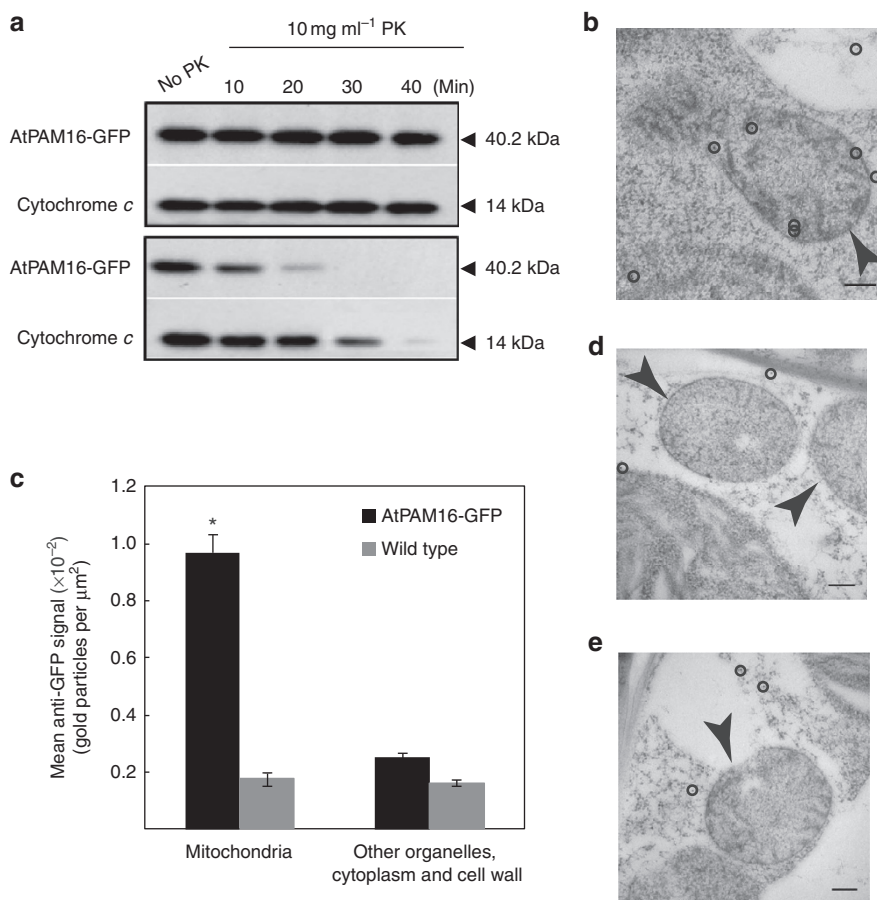 a
10 mg ml⁻¹ PK
No PK 10 20 30 40 (Min)
AtPAM16-GFP 40.2 kDa
Cytochrome c 14 kDa
AtPAM16-GFP 40.2 kDa
Cytochrome c 14 kDa
b
c
Mean anti-GFP signal (×10⁻²)
(gold particles per μm²)
1.2
1.0
0.8
0.6
0.4
0.2
*
AtPAM16-GFP
Wild type
Mitochondria
Other organelles,
cytoplasm and cell wall
d
e